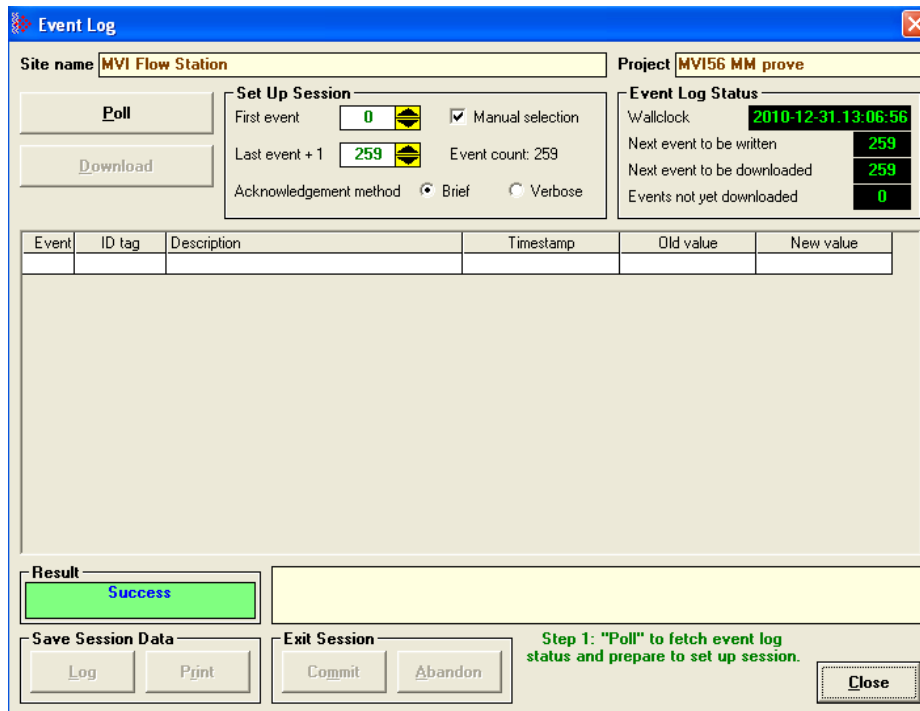 Event Log
Site name MVI Flow Station
Project MVI56 MM prove
Poll
Download
Set Up Session
First event 0
Manual selection
Last event + 1 259
Event count: 259
Acknowledgement method Brief Verbose
Event Log Status
Wallclock 2010-12-31.13:06:56
Next event to be written 259
Next event to be downloaded 259
Events not yet downloaded 0
Event ID tag Description Timestamp Old value New value
Result
Success
Save Session Data
Log Print
Exit Session
Commit Abandon
Step 1: "Poll" to fetch event log
status and prepare to set up session.
Close